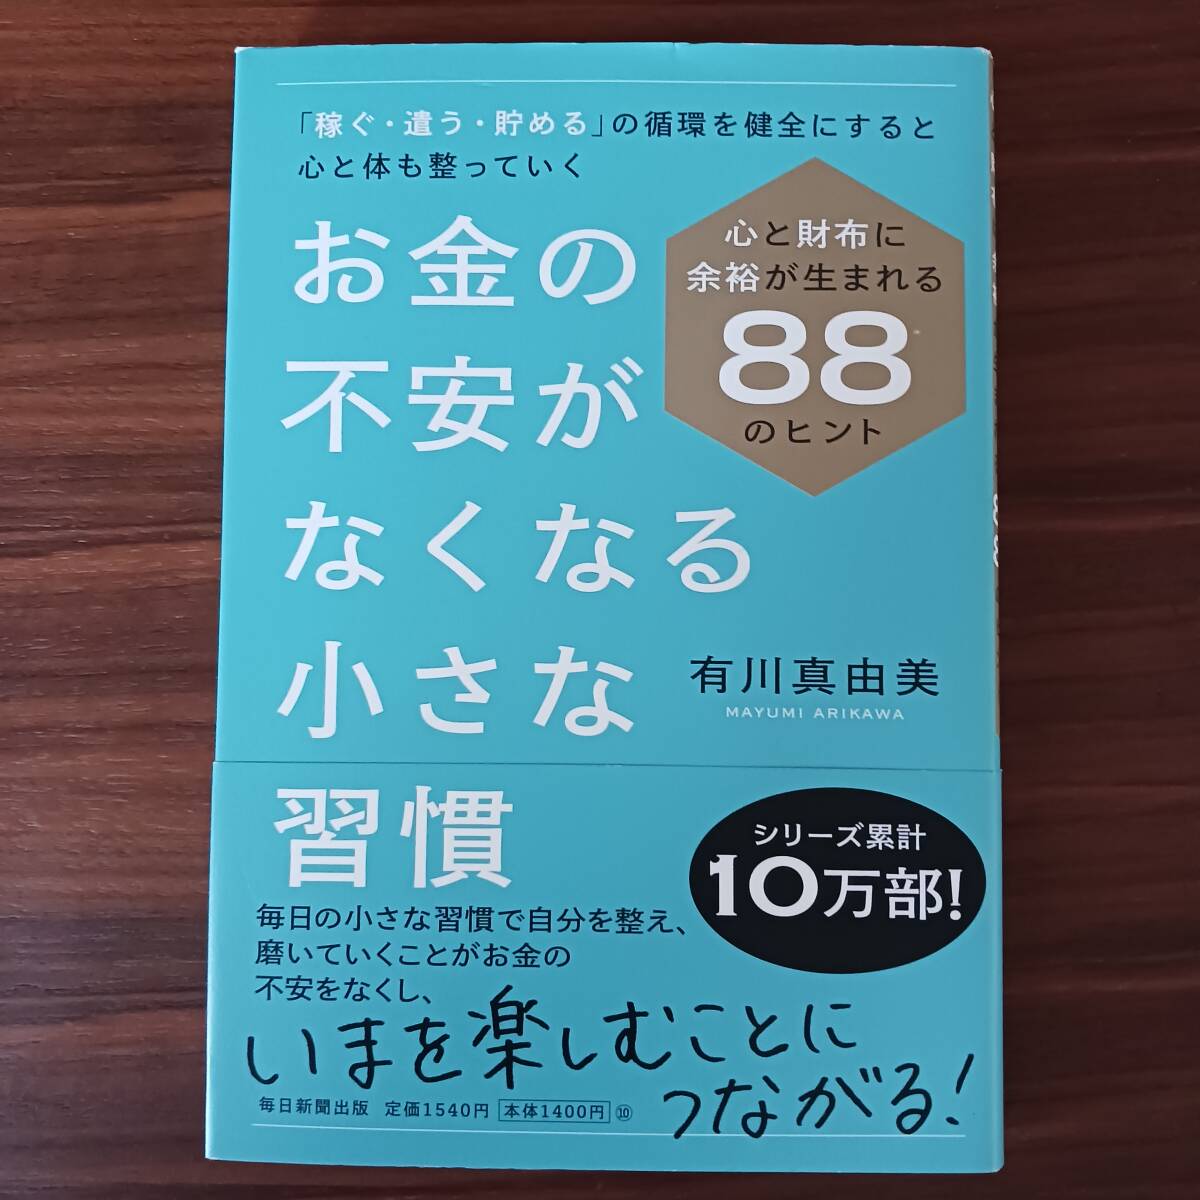 「稼ぐ・遣う・貯める」の循環を健全にすると
心と体も整っていく
お金の
不安が
なくなる
小さな
習慣
心と財布に
余裕が生まれる
88
のヒント
有川真由美
MAYUMI ARIKAWA
シリーズ累計
10万部!
毎日の小さな習慣で自分を整え、
磨いていくことがお金の
不安をなくし、
いまを楽しむことに
つながる!
毎日新聞出版 定価1540円 本体1400円 ⑩